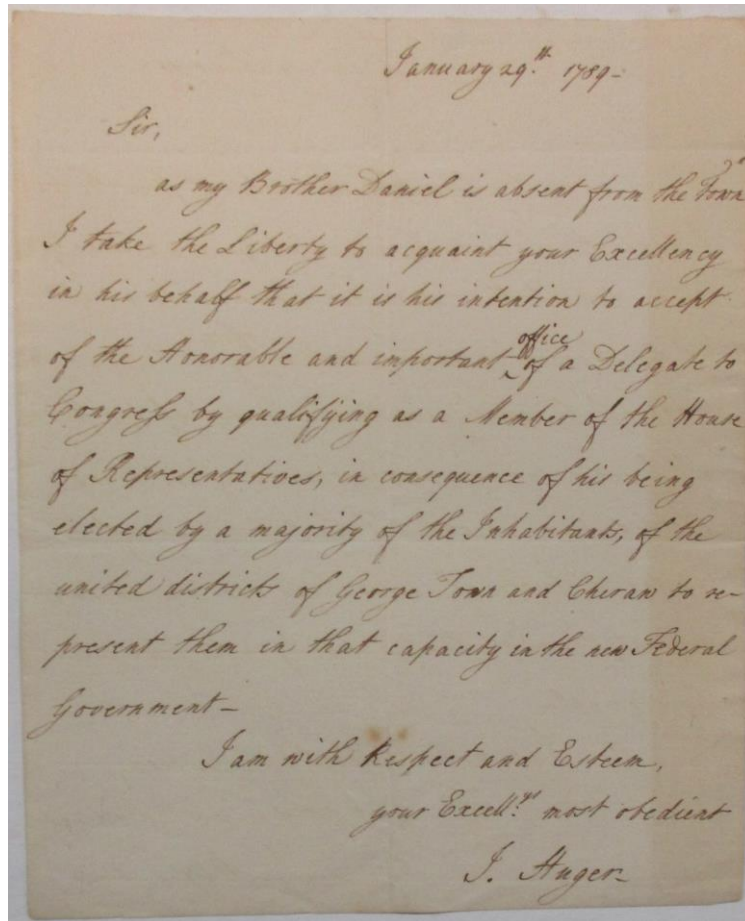 January 29th. 1789-
Sir,
as my Brother Daniel is absent from the Town
I take the Liberty to acquaint your Excellency
in his behalf that it is his intention to accept
of the Honorable and important office of a Delegate to
Congress by qualifying as a Member of the House
of Representatives, in consequence of his being
elected by a majority of the Inhabitants, of the
united districts of George Town and Cheraw to re-
present them in that capacity in the new Federal
Government-
I am with Respect and Esteem,
your Excell.ys most obedient
J. Huger-